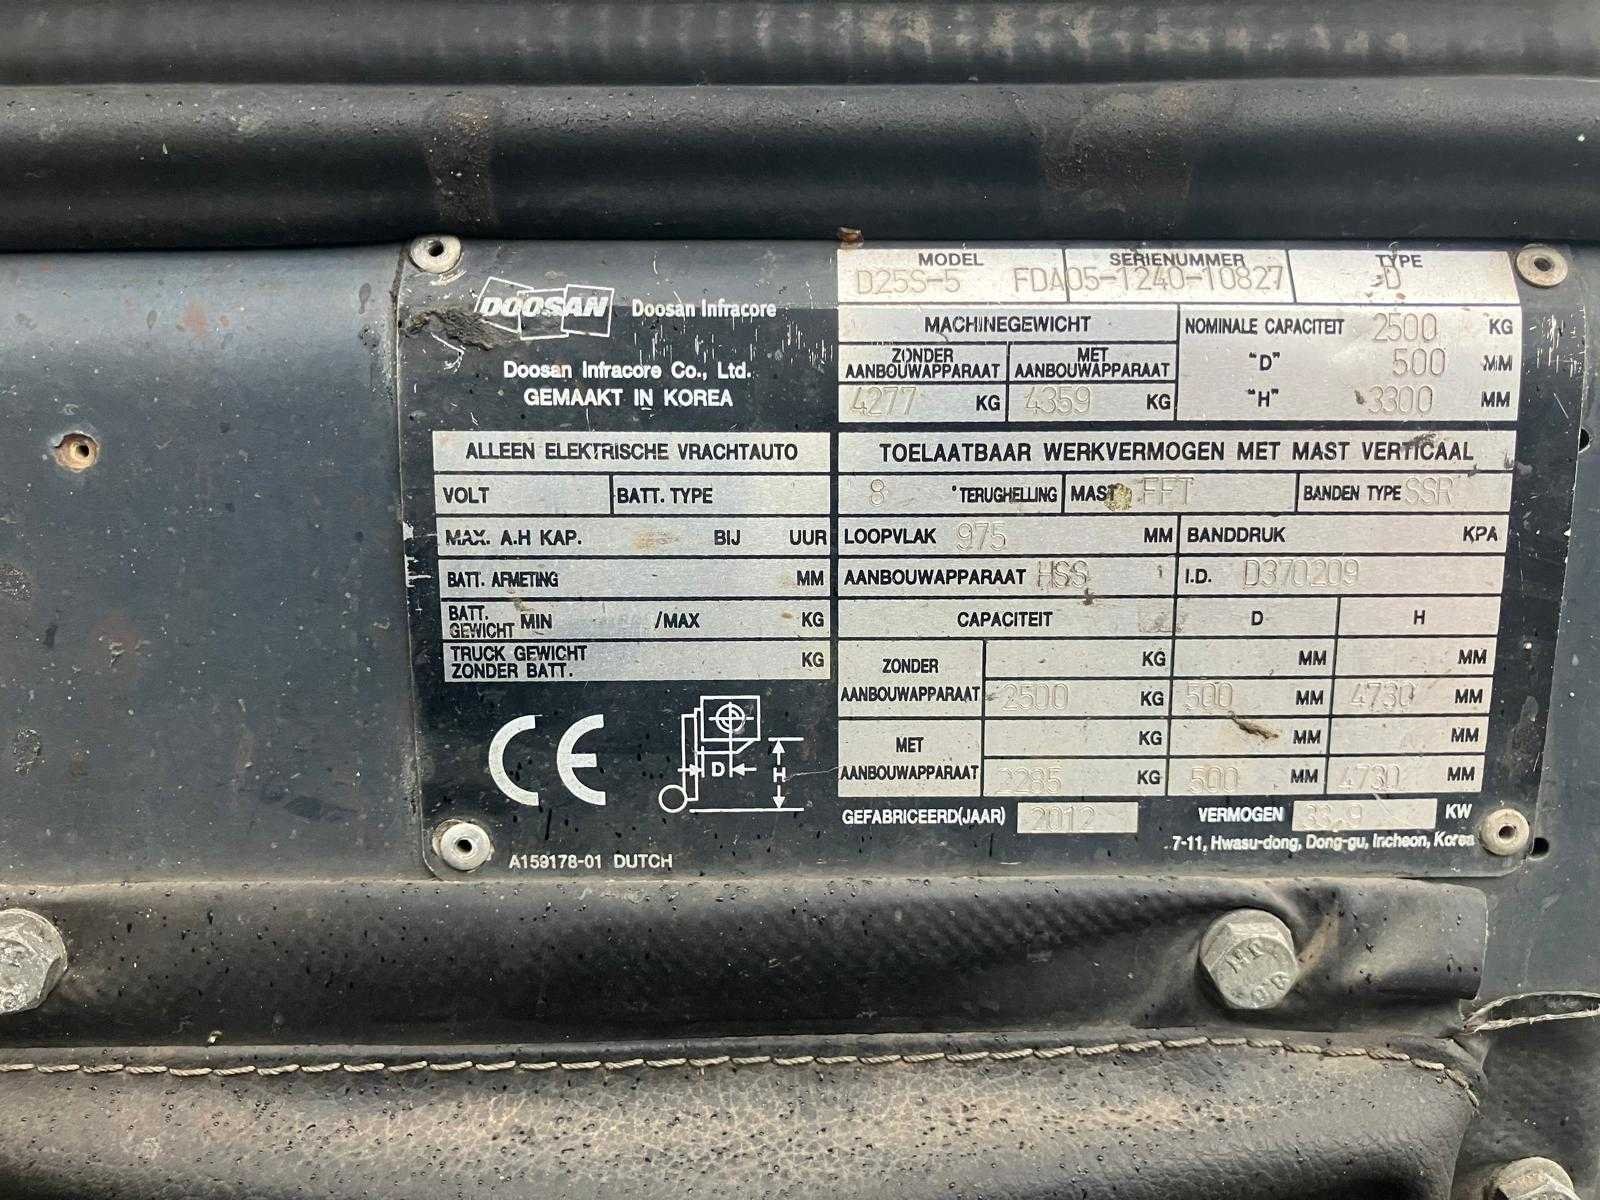 DOOSAN Doosan Infracore
Doosan Infracore Co., Ltd.
GEMAAKT IN KOREA
MODEL SERIENUMMER TYPE
D25S-5 FDA05-1240-10827 D
MACHINEGEWICHT
ZONDER AANBOUWAPPARAAT MET AANBOUWAPPARAAT
4277 KG 4359 KG
NOMINALE CAPACITEIT 2500 KG
"D" 500 MM
"H" 3300 MM
ALLEEN ELEKTRISCHE VRACHTAUTO
VOLT BATT. TYPE
MAX. A.H KAP. BIJ UUR
BATT. AFMETING MM
BATT. GEWICHT MIN /MAX KG
TRUCK GEWICHT ZONDER BATT. KG
TOELAATBAAR WERKVERMOGEN MET MAST VERTICAAL
8 °TERUGHELLING MAST FFT BANDEN TYPE SSR
LOOPVLAK 975 MM BANDDRUK KPA
AANBOUWAPPARAAT HSS I.D. D370209
CAPACITEIT D H
ZONDER AANBOUWAPPARAAT
KG MM MM
2500 KG 500 MM 4730 MM
MET AANBOUWAPPARAAT
KG MM MM
2285 KG 500 MM 4730 MM
GEFABRICEERD(JAAR) 2012 VERMOGEN 33.9 KW
7-11, Hwasu-dong, Dong-gu, Incheon, Korea
CE
D
H
A159178-01 DUTCH